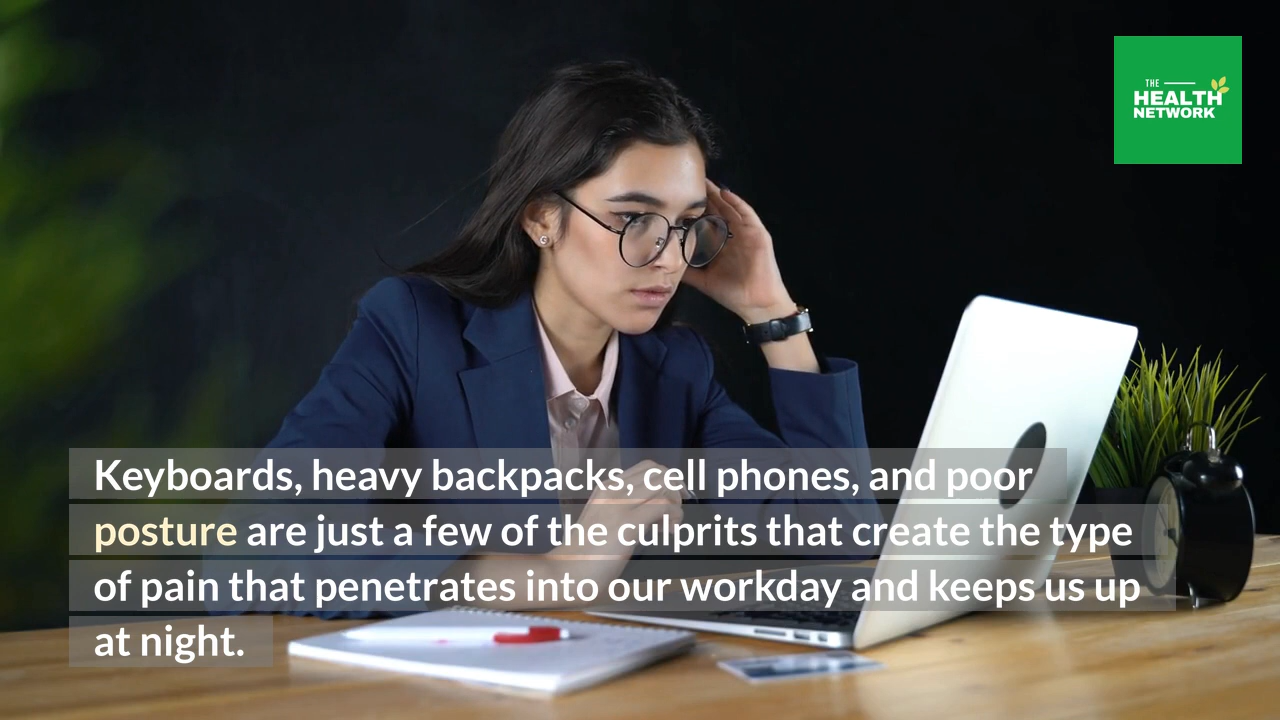 THE
HEALTH
NETWORK
Keyboards, heavy backpacks, cell phones, and poor
posture are just a few of the culprits that create the type
of pain that penetrates into our workday and keeps us up
at night.